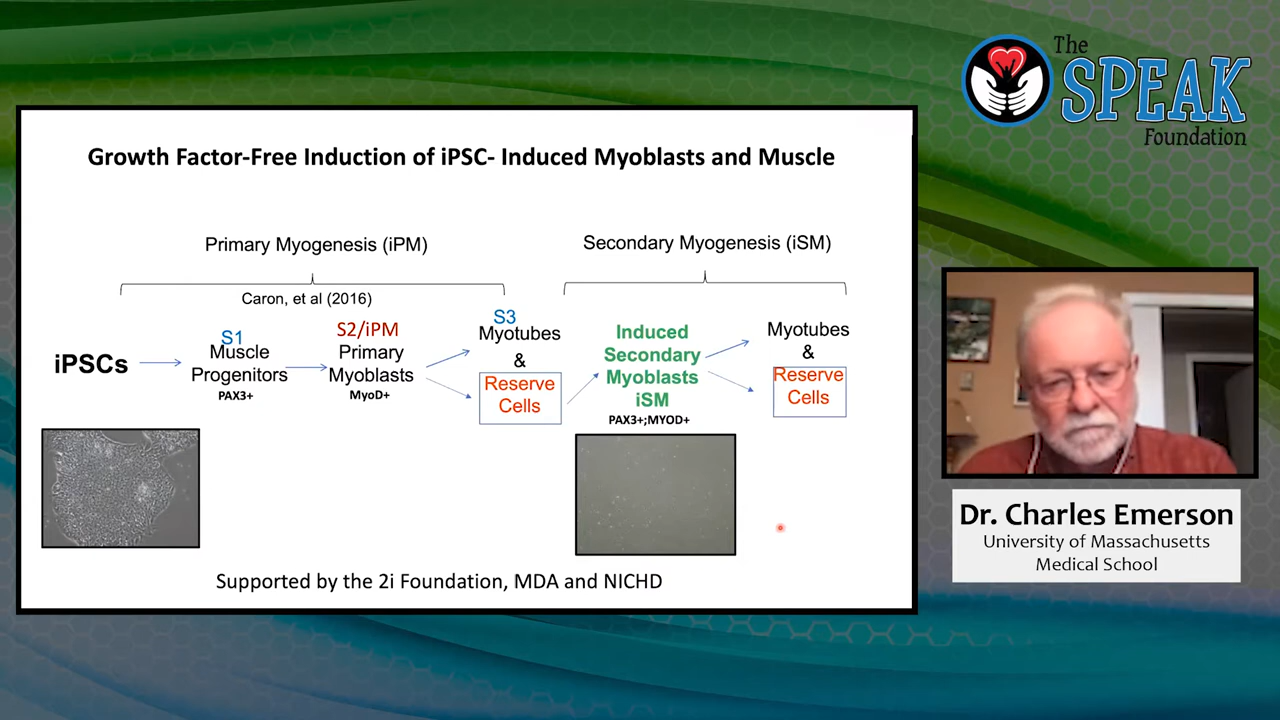 The
SPEAK
Foundation
Growth Factor-Free Induction of iPSC- Induced Myoblasts and Muscle
Primary Myogenesis (iPM)
Secondary Myogenesis (iSM)
Caron, et al (2016)
iPSCs
S1
Muscle
Progenitors
PAX3+
S2/iPM
Primary
Myoblasts
MyoD+
S3
Myotubes
&
Reserve
Cells
Induced
Secondary
Myoblasts
iSM
PAX3+;MYOD+
Myotubes
&
Reserve
Cells
Supported by the 2i Foundation, MDA and NICHD
Dr. Charles Emerson
University of Massachusetts
Medical School